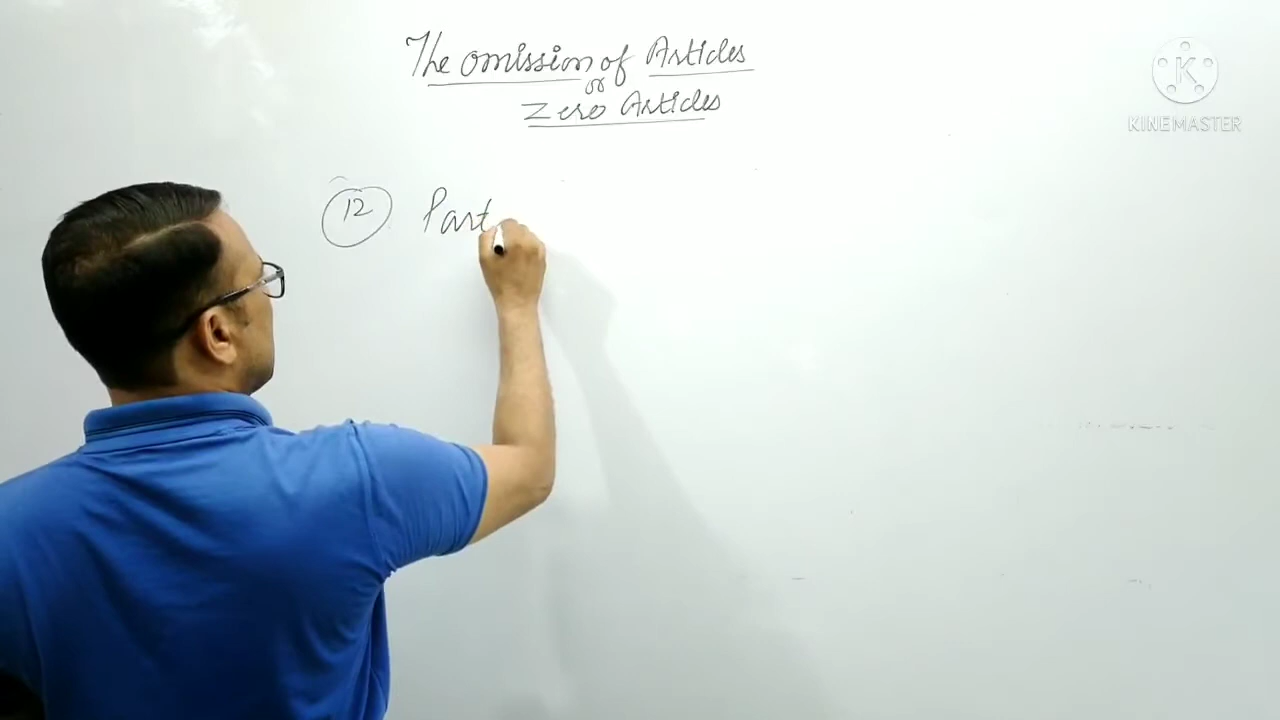 The omission of Articles
or
Zero Articles
12 Part
K
KINEMASTER